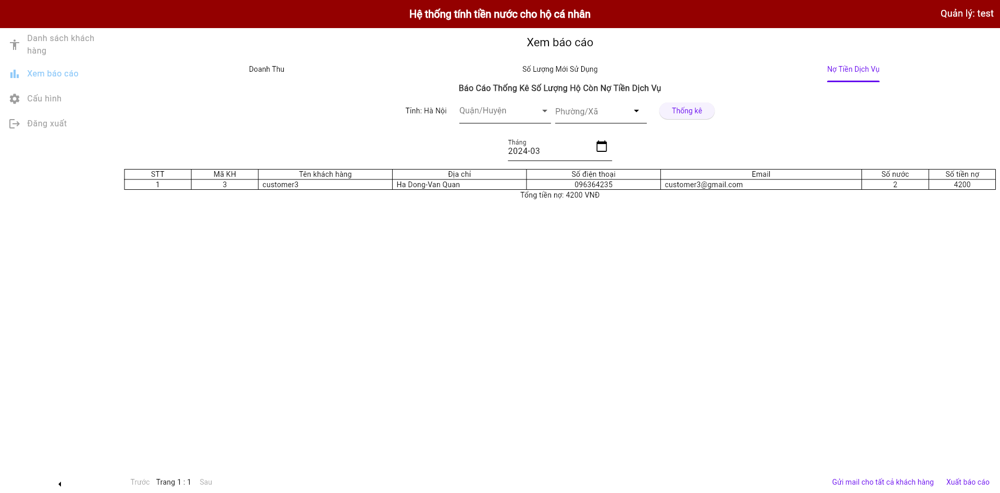 Hệ thống tính tiền nước cho hộ cá nhân
Quản lý: test
Danh sách khách
hàng
Xem báo cáo
Cấu hình
Đăng xuất
Xem báo cáo
Doanh Thu
Số Lượng Mới Sử Dụng
Nợ Tiền Dịch Vụ
Báo Cáo Thống Kê Số Lượng Hộ Còn Nợ Tiền Dịch Vụ
Tỉnh: Hà Nội
Quận/Huyện
Phường/Xã
Thống kê
Tháng
2024-03
STT Mã KH Tên khách hàng Địa chỉ Số điện thoại Email Số nước Số tiền nợ
1 3 customer3 Ha Dong-Van Quan 096364235 customer3@gmail.com 2 4200
Tổng tiền nợ: 4200 VNĐ
Trước Trang 1 : 1 Sau
Gửi mail cho tất cả khách hàng
Xuất báo cáo